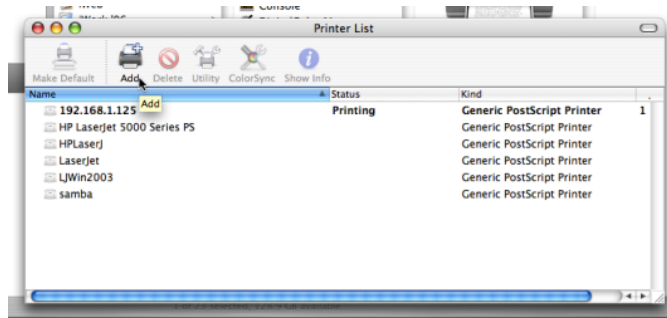 Console
Printer List
Make Default Add Delete Utility ColorSync Show Info
Name Status Kind
192.168.1.125 Printing Generic PostScript Printer 1
Add
HP LaserJet 5000 Series PS Generic PostScript Printer
HPLaserJ Generic PostScript Printer
LaserJet Generic PostScript Printer
LJWin2003 Generic PostScript Printer
samba Generic PostScript Printer